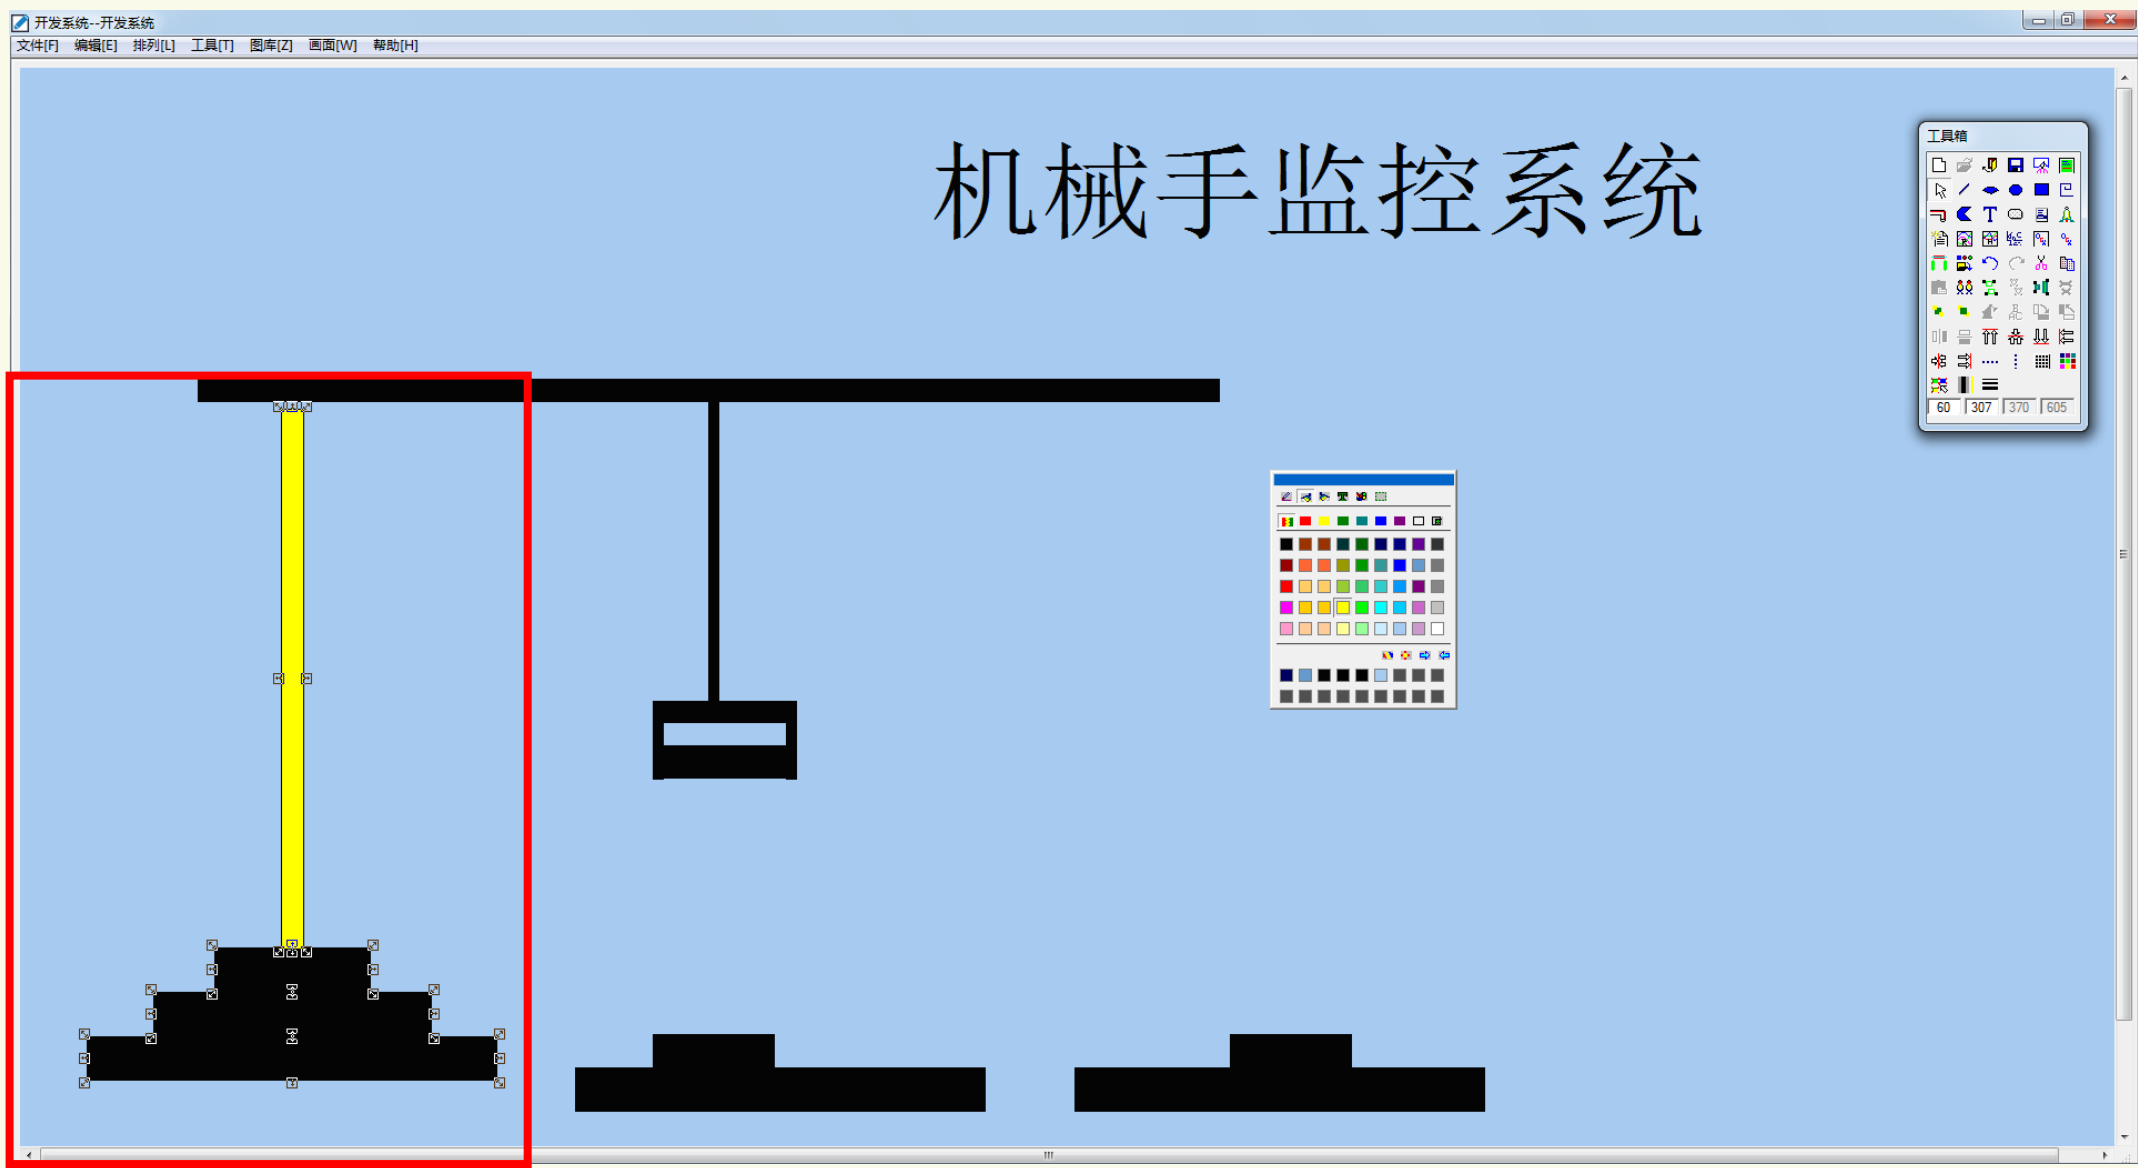 开发系统--开发系统
文件[F] 编辑[E] 排列[L] 工具[T] 图库[Z] 画面[W] 帮助[H]
机械手监控系统
工具箱
60 307 370 605